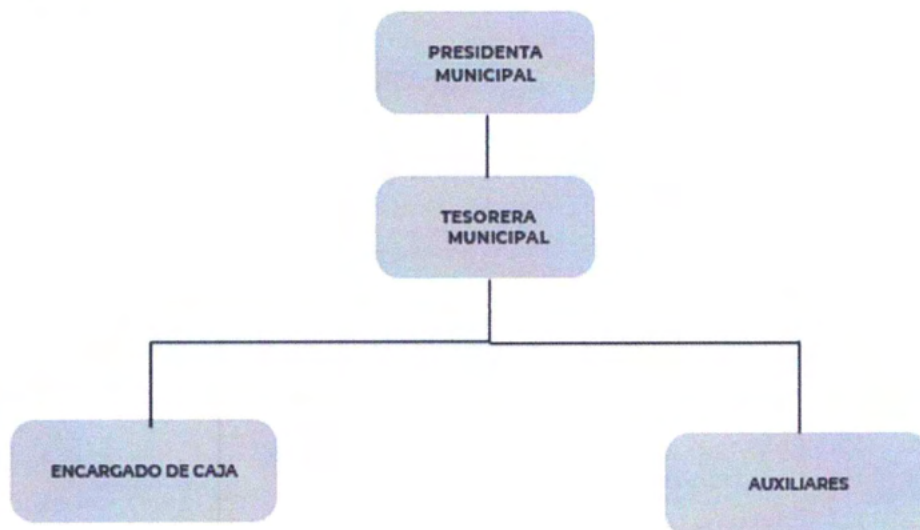 PRESIDENTA
MUNICIPAL
TESORERA
MUNICIPAL
ENCARGADO DE CAJA
AUXILIARES